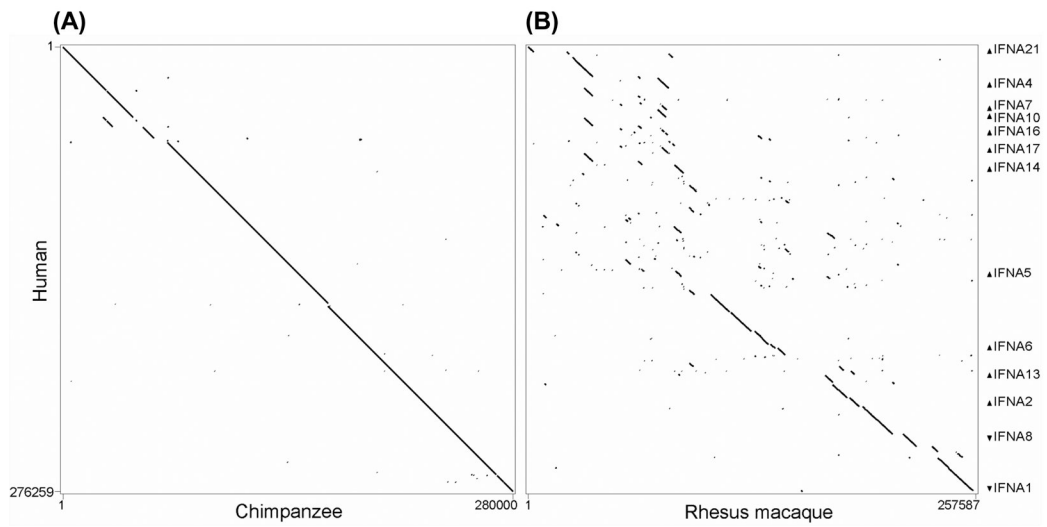 (A)
(B)
1
Human
276259
1
280000
Chimpanzee
1
257587
Rhesus macaque
▲IFNA21
▲IFNA4
▲IFNA7
▲IFNA10
▲IFNA16
▲IFNA17
▲IFNA14
▲IFNA5
▲IFNA6
▲IFNA13
▲IFNA2
▼IFNA8
▼IFNA1